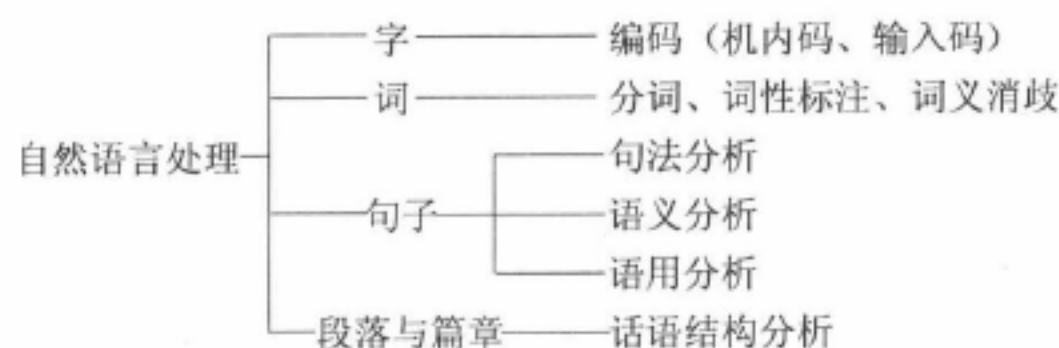 字 编码（机内码、输入码）
词 分词、词性标注、词义消歧
自然语言处理 句法分析
句子 语义分析
语用分析
段落与篇章 话语结构分析